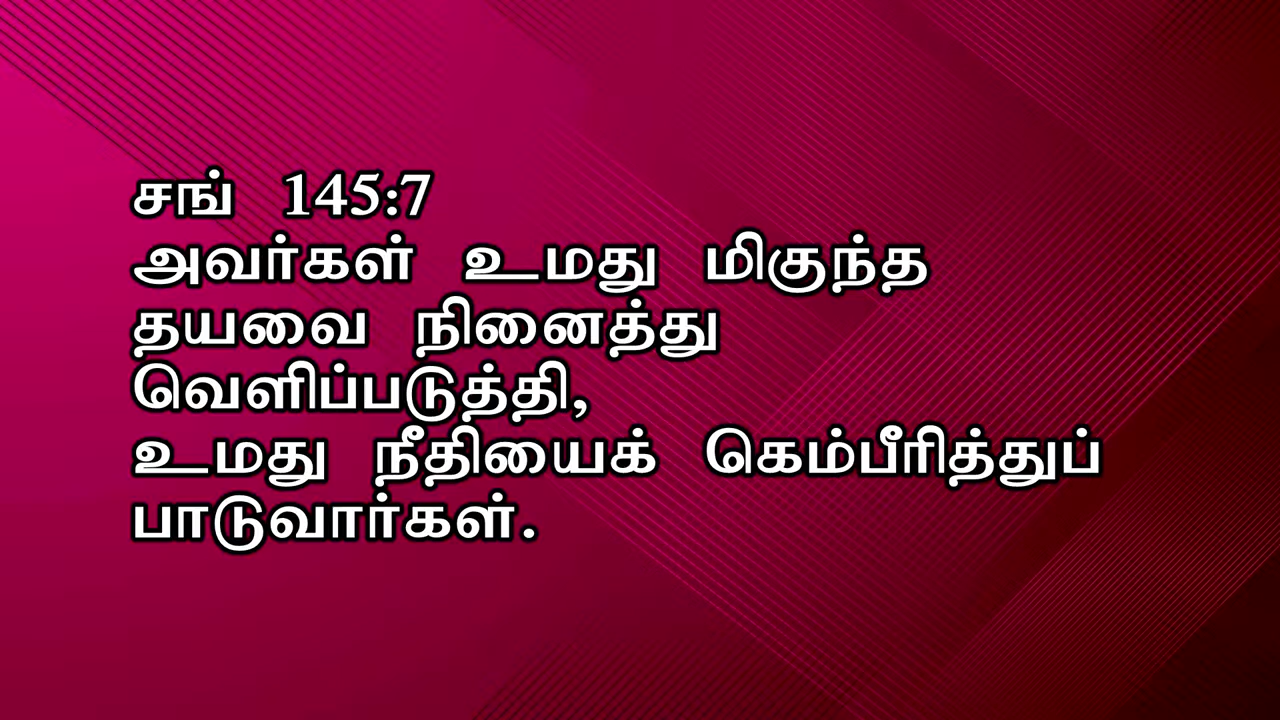 சங் 145:7
அவர்கள் உமது மிகுந்த
தயவை நினைத்து
வெளிப்படுத்தி,
உமது நீதியைக் கெம்பீரித்துப்
பாடுவார்கள்.